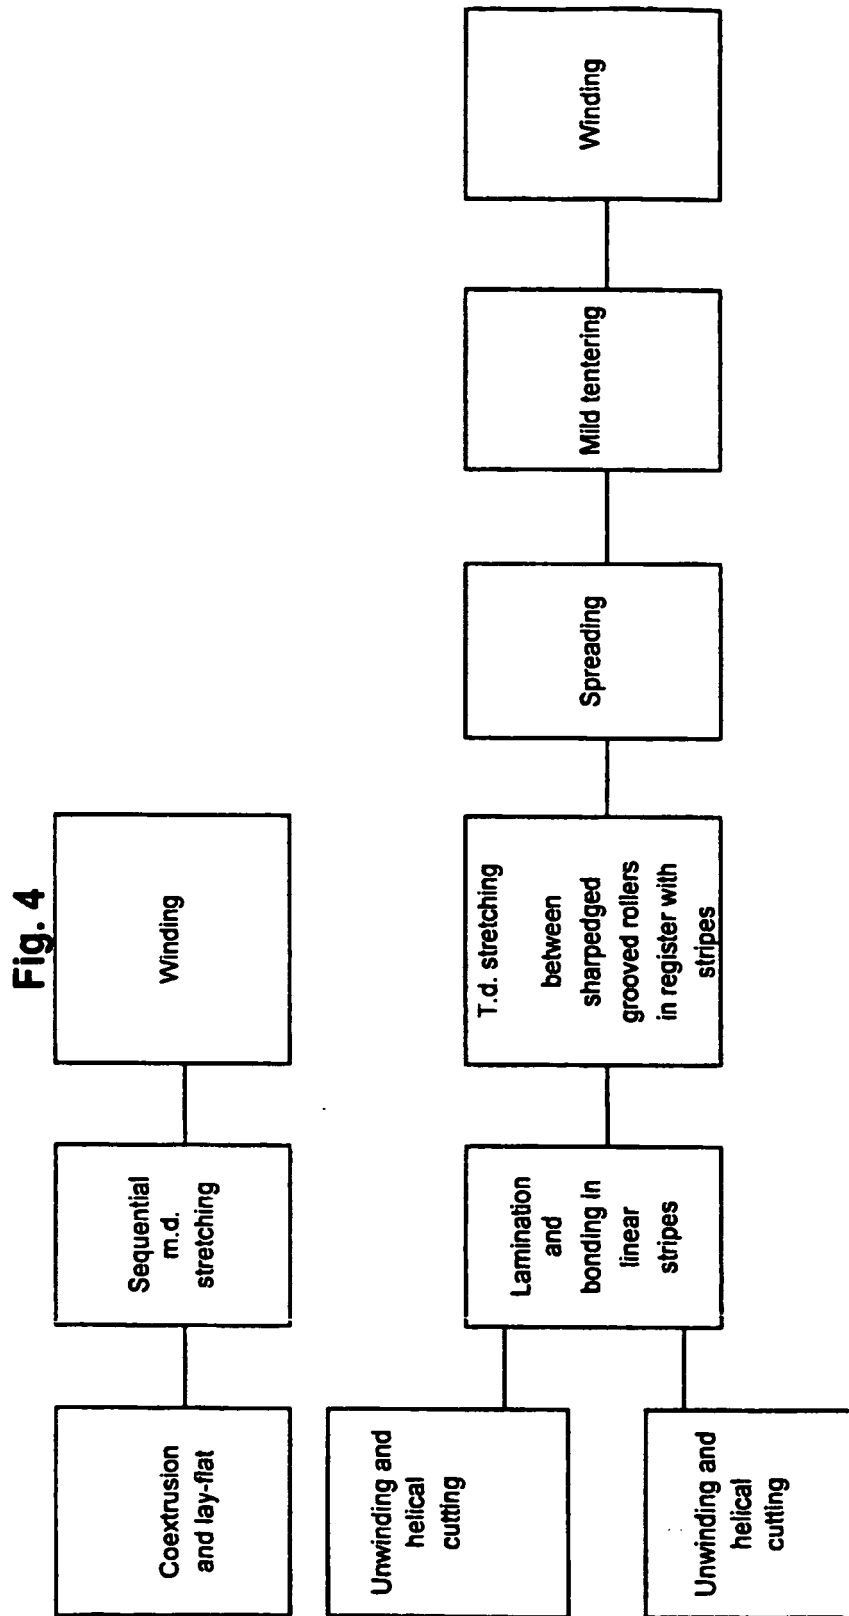 Fig. 4
Coextrusion
and lay-flat
Sequential
m.d.
stretching
Winding
Unwinding and
helical
cutting
Unwinding and
helical
cutting
Lamination
and
bonding in
linear
stripes
T.d. stretching
between
sharpedged
grooved rollers
in register with
stripes
Spreading
Mild tentering
Winding